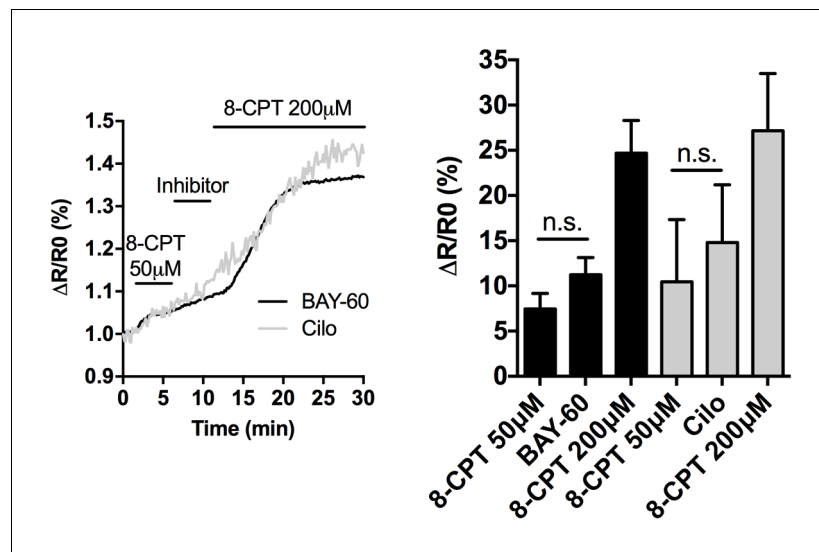 8-CPT 200μM
1.5
1.4
Inhibitor
1.3
8-CPT
50μM
1.2
1.1
1.0
0.9
ΔR/R0 (%)
BAY-60
Cilo
0 5 10 15 20 25 30
Time (min)
35
30
25
20
15
10
5
0
ΔR/R0 (%)
n.s.
n.s.
8-CPT 50μM
BAY-60
8-CPT 200μM
8-CPT 50μM
Cilo
8-CPT 200μM